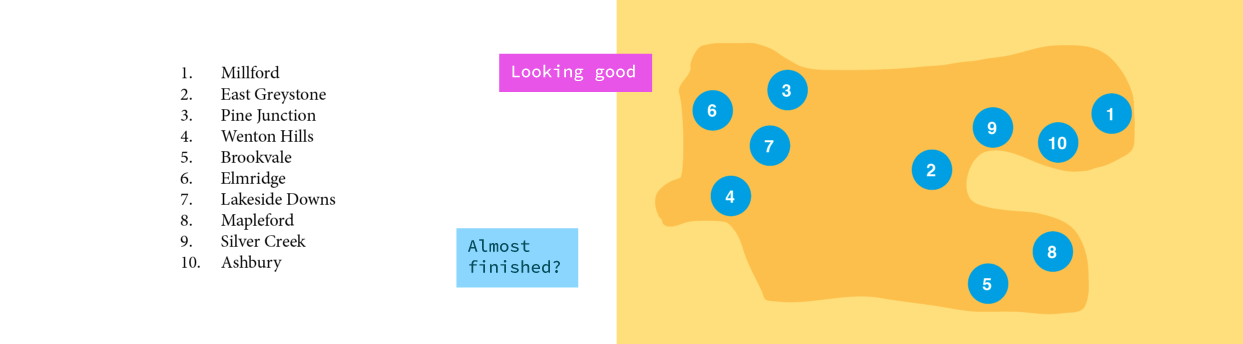 1. Millford
2. East Greystone
3. Pine Junction
4. Wenton Hills
5. Brookvale
6. Elmridge
7. Lakeside Downs
8. Mapleford
9. Silver Creek
10. Ashbury
Looking good
Almost
finished?
3
6
1
9
7
10
2
4
8
5